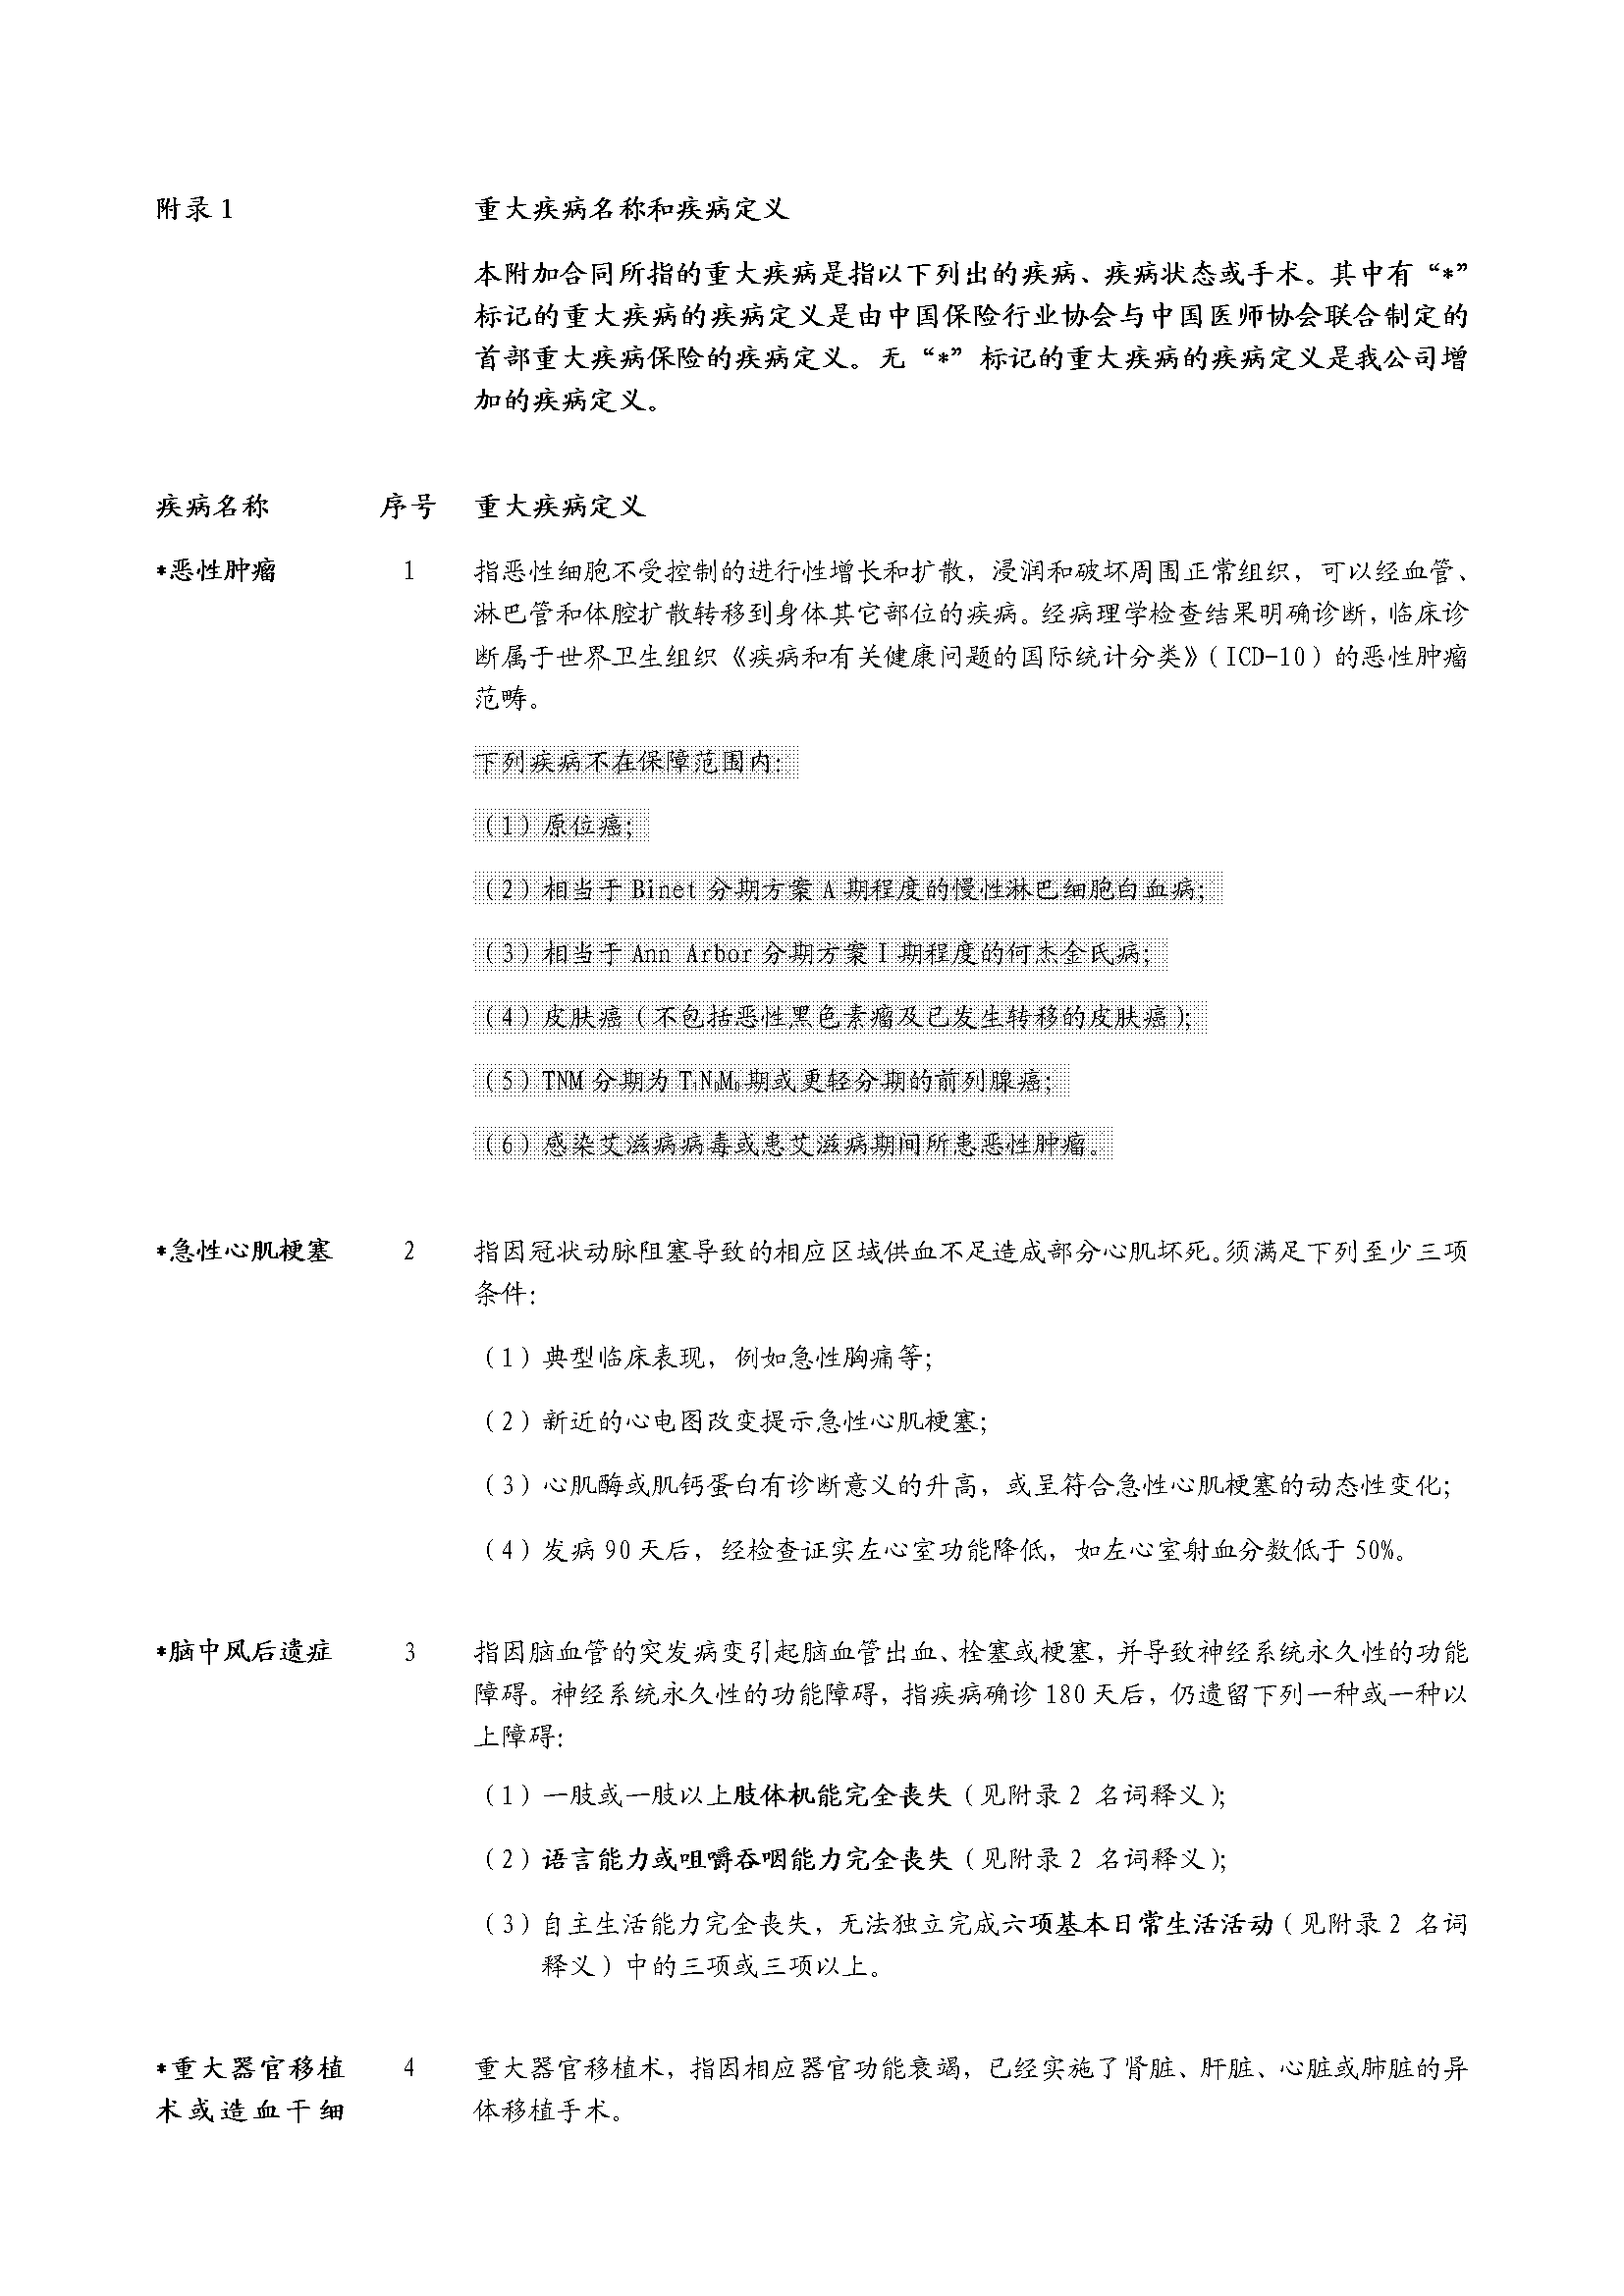 附录 1 重大疾病名称和疾病定义
本附加合同所指的重大疾病是指以下列出的疾病、疾病状态或手术。其中有“*”
标记的重大疾病的疾病定义是由中国保险行业协会与中国医师协会联合制定的
首部重大疾病保险的疾病定义。无“*”标记的重大疾病的疾病定义是我公司增
加的疾病定义。
疾病名称 序号 重大疾病定义
*恶性肿瘤 1 指恶性细胞不受控制的进行性增长和扩散，浸润和破坏周围正常组织，可以经血管、
淋巴管和体腔扩散转移到身体其它部位的疾病。经病理学检查结果明确诊断，临床诊
断属于世界卫生组织《疾病和有关健康问题的国际统计分类》（ICD-10）的恶性肿瘤
范畴。
下列疾病不在保障范围内：
（1）原位癌；
（2）相当于 Binet 分期方案 A 期程度的慢性淋巴细胞白血病；
（3）相当于 Ann Arbor 分期方案 I 期程度的何杰金氏病；
（4）皮肤癌（不包括恶性黑色素瘤及已发生转移的皮肤癌）；
（5）TNM 分期为 T₁N₀M₀期或更轻分期的前列腺癌；
（6）感染艾滋病病毒或患艾滋病期间所患恶性肿瘤。
*急性心肌梗塞 2 指因冠状动脉阻塞导致的相应区域供血不足造成部分心肌坏死。须满足下列至少三项
条件：
（1）典型临床表现，例如急性胸痛等；
（2）新近的心电图改变提示急性心肌梗塞；
（3）心肌酶或肌钙蛋白有诊断意义的升高，或呈符合急性心肌梗塞的动态性变化；
（4）发病 90 天后，经检查证实左心室功能降低，如左心室射血分数低于 50%。
*脑中风后遗症 3 指因脑血管的突发病变引起脑血管出血、栓塞或梗塞，并导致神经系统永久性的功能
障碍。神经系统永久性的功能障碍，指疾病确诊 180 天后，仍遗留下列一种或一种以
上障碍：
（1）一肢或一肢以上肢体机能完全丧失（见附录 2 名词释义）；
（2）语言能力或咀嚼吞咽能力完全丧失（见附录 2 名词释义）；
（3）自主生活能力完全丧失，无法独立完成六项基本日常生活活动（见附录 2 名词
释义）中的三项或三项以上。
*重大器官移植 4 重大器官移植术，指因相应器官功能衰竭，已经实施了肾脏、肝脏、心脏或肺脏的异
术或造血干细 体移植手术。